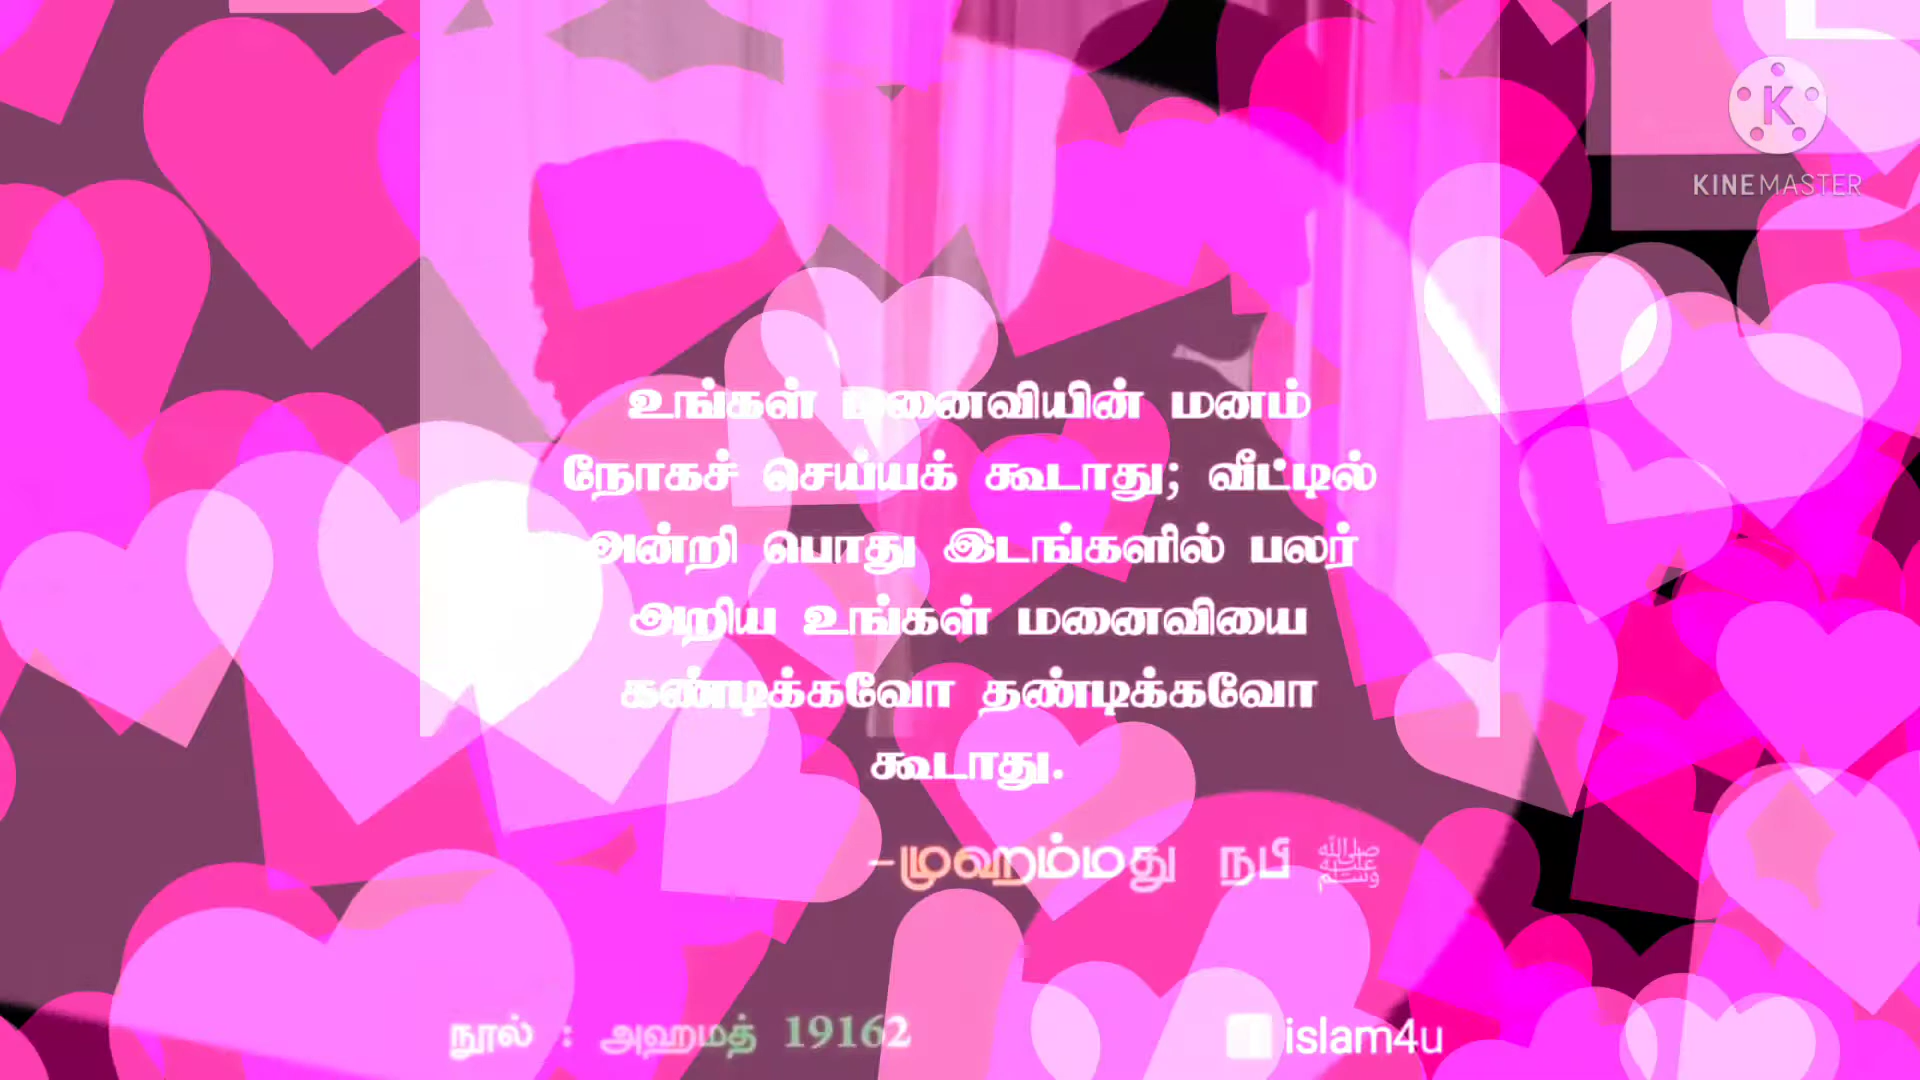 KINEMASTER
உங்கள் மனைவியின் மனம்
நோகச் செய்யக் கூடாது; வீட்டில்
அன்றி பொது இடங்களில் பலர்
அறிய உங்கள் மனைவியை
கண்டிக்கவோ தண்டிக்கவோ
கூடாது.
-முஹம்மது நபி ﷺ
நூல் : அஹமத் 19162
islam4u